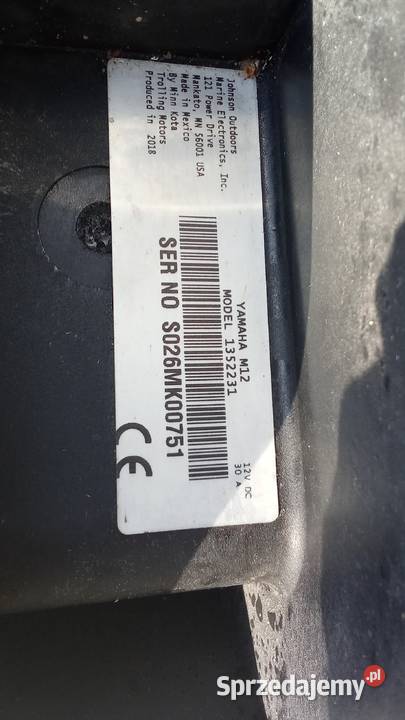 Johnson Outdoors
Marine Electronics, Inc.
121 Power Drive
Mankato, MN 56001 USA
Made in Mexico
By Minn Kota
Trolling Motors
Produced in 2018
YAMAHA M12
MODEL 1352231
SER NO S026MK00751
12V DC
30 A
CE
Sprzedajemy.pl